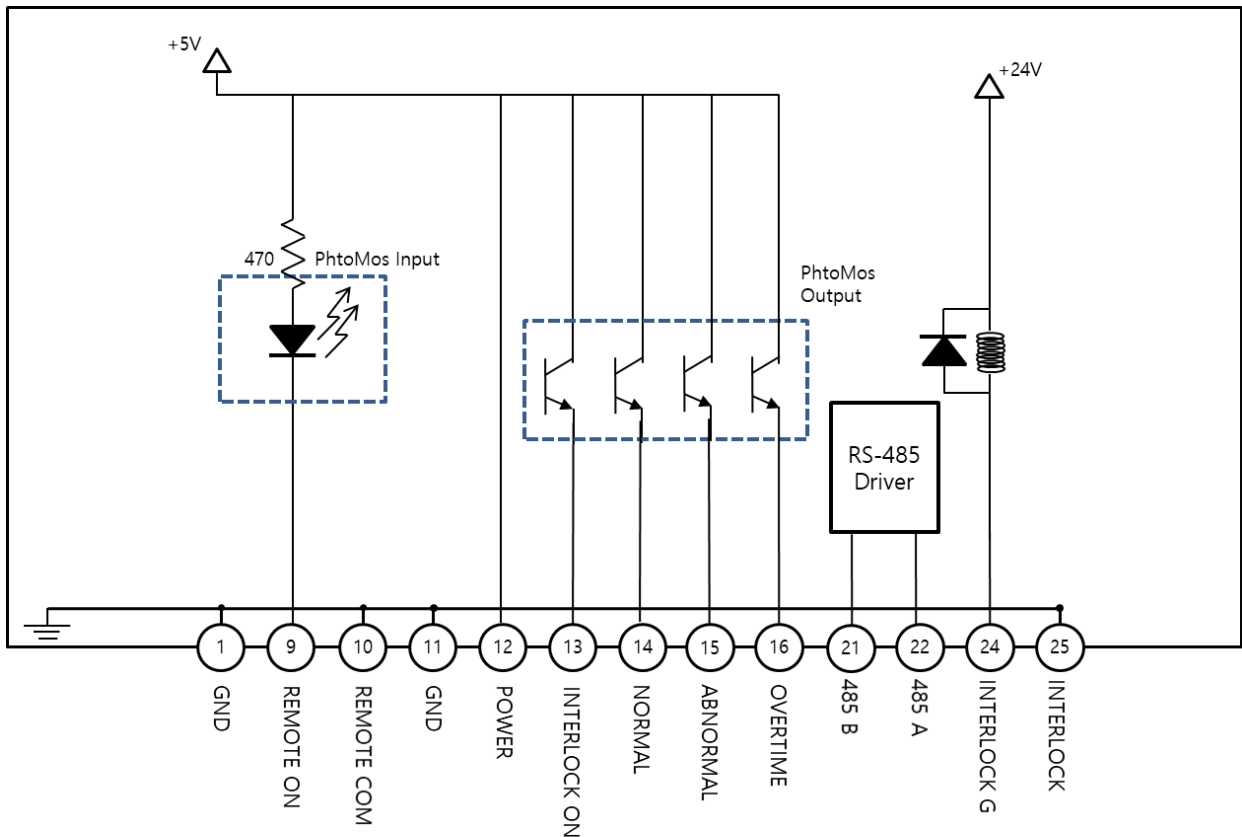 +5V
+24V
470
PhtoMos Input
PhtoMos
Output
RS-485
Driver
1
9
10
11
12
13
14
15
16
21
22
24
25
GND
REMOTE ON
REMOTE COM
GND
POWER
INTERLOCK ON
NORMAL
ABNORMAL
OVERTIME
485 B
485 A
INTERLOCK G
INTERLOCK